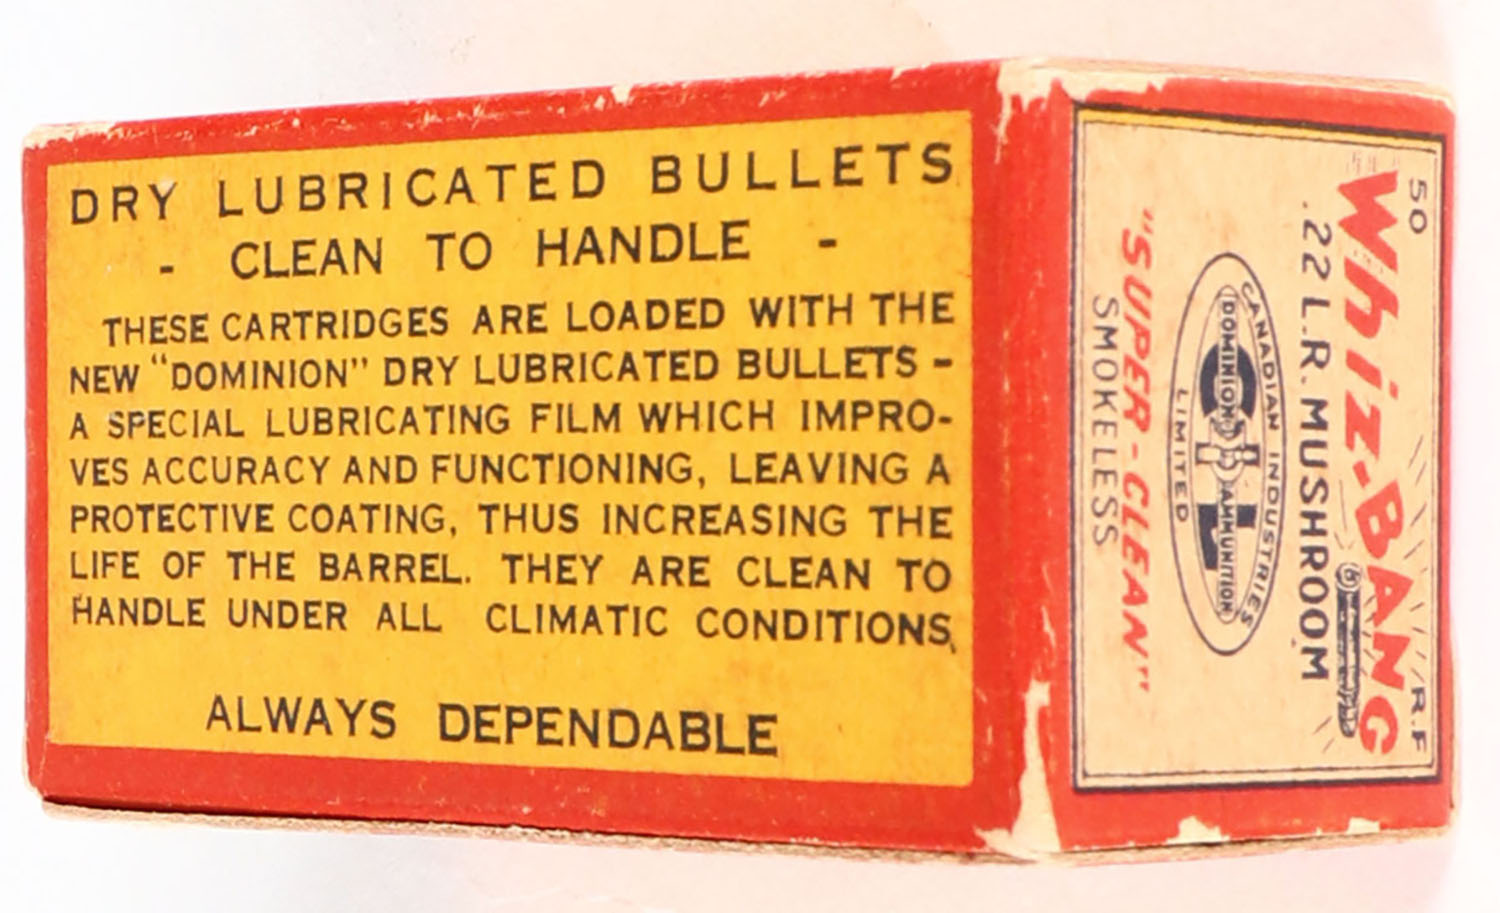 DRY LUBRICATED BULLETS
- CLEAN TO HANDLE -
THESE CARTRIDGES ARE LOADED WITH THE
NEW "DOMINION" DRY LUBRICATED BULLETS -
A SPECIAL LUBRICATING FILM WHICH IMPRO-
VES ACCURACY AND FUNCTIONING, LEAVING A
PROTECTIVE COATING, THUS INCREASING THE
LIFE OF THE BARREL. THEY ARE CLEAN TO
HANDLE UNDER ALL CLIMATIC CONDITIONS.
ALWAYS DEPENDABLE
50 R.F
Whiz-BANG
.22 L.R. MUSHROOM
CANADIAN INDUSTRIES
C I L
DOMINION AMMUNITION
LIMITED
"SUPER-CLEAN"
SMOKELESS